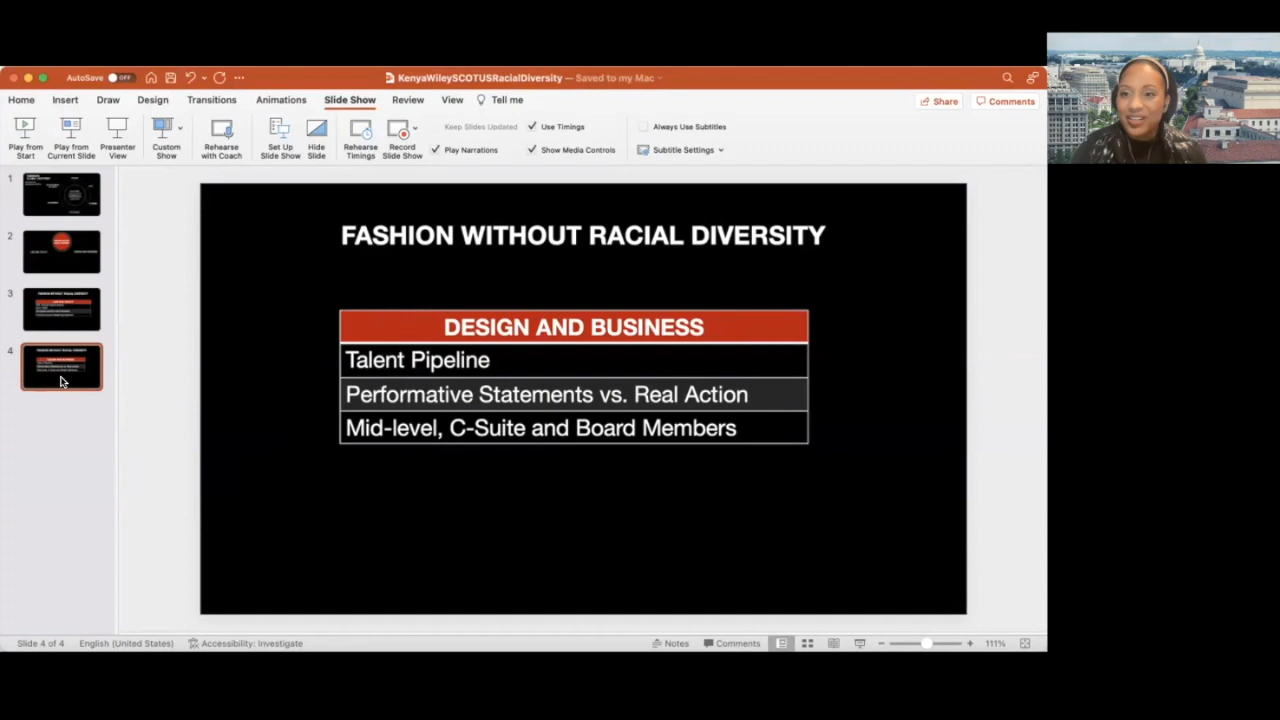 AutoSave OFF
KenyaWileySCOTUSRacialDiversity — Saved to my Mac
Home Insert Draw Design Transitions Animations Slide Show Review View Tell me
Share Comments
Play from Start
Play from Current Slide
Presenter View
Custom Show
Rehearse with Coach
Set Up Slide Show
Hide Slide
Rehearse Timings
Record Slide Show
Keep Slides Updated
Use Timings
Always Use Subtitles
Play Narrations
Show Media Controls
Subtitle Settings
1
2
3
4
FASHION WITHOUT RACIAL DIVERSITY
DESIGN AND BUSINESS
Talent Pipeline
Performative Statements vs. Real Action
Mid-level, C-Suite and Board Members
Slide 4 of 4 English (United States) Accessibility: Investigate
Notes Comments 111%